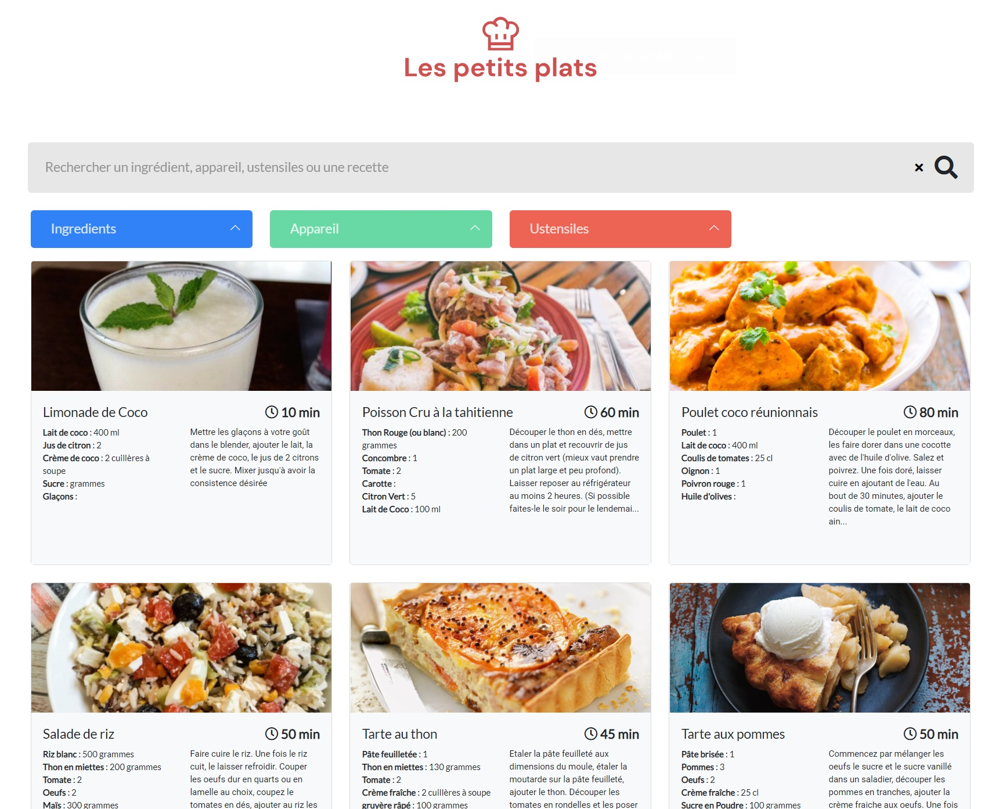 Les petits plats
Rechercher un ingrédient, appareil, ustensiles ou une recette
Ingredients
Appareil
Ustensiles
Limonade de Coco
10 min
Lait de coco : 400 ml
Jus de citron : 2
Crème de coco : 2 cuillères à
soupe
Sucre : grammes
Glaçons :
Mettre les glaçons à votre goût
dans le blender, ajouter le lait, la
crème de coco, le jus de 2 citrons
et le sucre. Mixer jusqu'à avoir la
consistence désirée
Poisson Cru à la tahitienne
60 min
Thon Rouge (ou blanc) : 200
grammes
Concombre : 1
Tomate : 2
Carotte :
Citron Vert : 5
Lait de Coco : 100 ml
Découper le thon en dés, mettre
dans un plat et recouvrir de jus
de citron vert (mieux vaut prendre
un plat large et peu profond).
Laisser reposer au réfrigérateur
au moins 2 heures. (Si possible
faites-le le soir pour le lendemai...
Poulet coco réunionnais
80 min
Poulet : 1
Lait de coco : 400 ml
Coulis de tomates : 25 cl
Oignon : 1
Poivron rouge : 1
Huile d'olives :
Découper le poulet en morceaux,
les faire dorer dans une cocotte
avec de l'huile d'olive. Salez et
poivrez. Une fois doré, laisser
cuire en ajoutant de l'eau. Au
bout de 30 minutes, ajouter le
coulis de tomate, le lait de coco
ain...
Salade de riz
50 min
Riz blanc : 500 grammes
Thon en miettes : 200 grammes
Tomate : 2
Oeufs : 2
Maïs : 300 grammes
Faire cuire le riz. Une fois le riz
cuit, le laisser refroidir. Couper
les oeufs dur en quarts ou en
lamelle au choix, coupez le
tomates en dés, ajouter au riz les
Tarte au thon
45 min
Pâte feuilletée : 1
Thon en miettes : 130 grammes
Tomate : 2
Crème fraîche : 2 cuillères à soupe
gruyère râpé : 100 grammes
Etaler la pâte feuilleté aux
dimensions du moule, étaler la
moutarde sur la pâte feuilleté,
ajouter le thon. Découper les
tomates en rondelles et les poser
Tarte aux pommes
50 min
Pâte brisée : 1
Pommes : 3
Oeufs : 2
Crème fraîche : 25 cl
Sucre en Poudre : 100 grammes
Commencez par mélanger les
oeufs le sucre et le sucre vanillé
dans un saladier, découper les
pommes en tranches, ajouter la
crème fraiche aux oeufs. Une fois